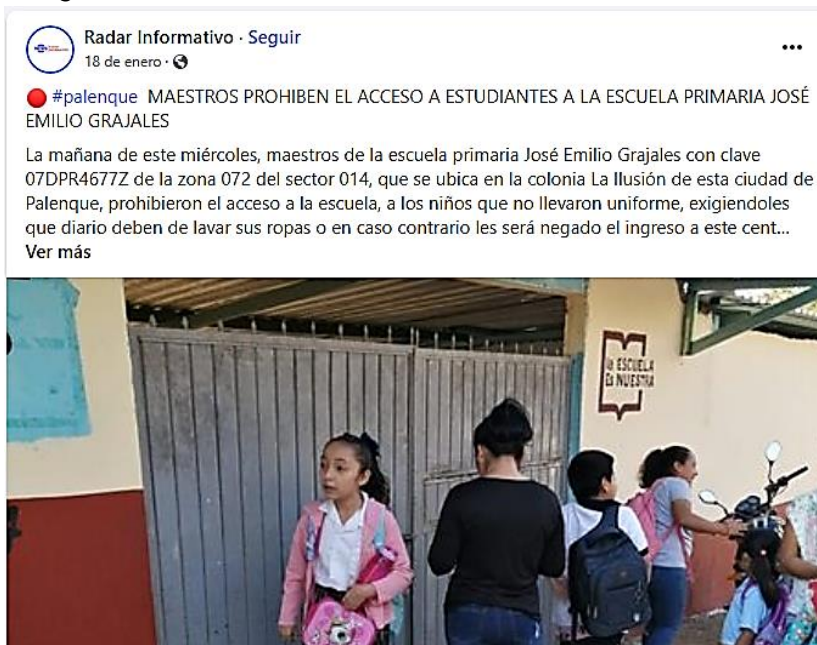 Radar Informativo · Seguir
18 de enero ·
#palenque MAESTROS PROHIBEN EL ACCESO A ESTUDIANTES A LA ESCUELA PRIMARIA JOSÉ
EMILIO GRAJALES
La mañana de este miércoles, maestros de la escuela primaria José Emilio Grajales con clave
07DPR4677Z de la zona 072 del sector 014, que se ubica en la colonia La Ilusión de esta ciudad de
Palenque, prohibieron el acceso a la escuela, a los niños que no llevaron uniforme, exigiendoles
que diario deben de lavar sus ropas o en caso contrario les será negado el ingreso a este cent...
Ver más
la ESCUELA
Es NUESTRA